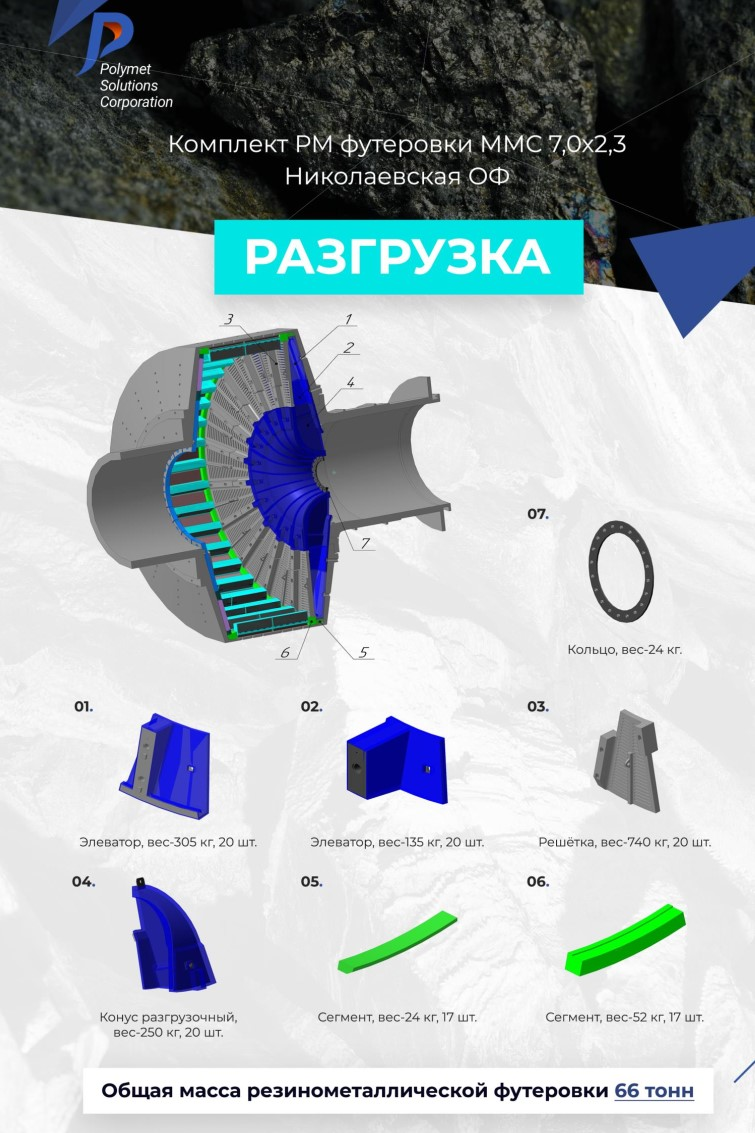 Polymet
Solutions
Corporation
Комплект РМ футеровки ММС 7,0х2,3
Николаевская ОФ
РАЗГРУЗКА
3
1
2
4
7
6
5
07.
Кольцо, вес-24 кг.
01.
02.
03.
Элеватор, вес-305 кг, 20 шт.
Элеватор, вес-135 кг, 20 шт.
Решётка, вес-740 кг, 20 шт.
04.
05.
06.
Конус разгрузочный,
вес-250 кг, 20 шт.
Сегмент, вес-24 кг, 17 шт.
Сегмент, вес-52 кг, 17 шт.
Общая масса резинометаллической футеровки 66 тонн